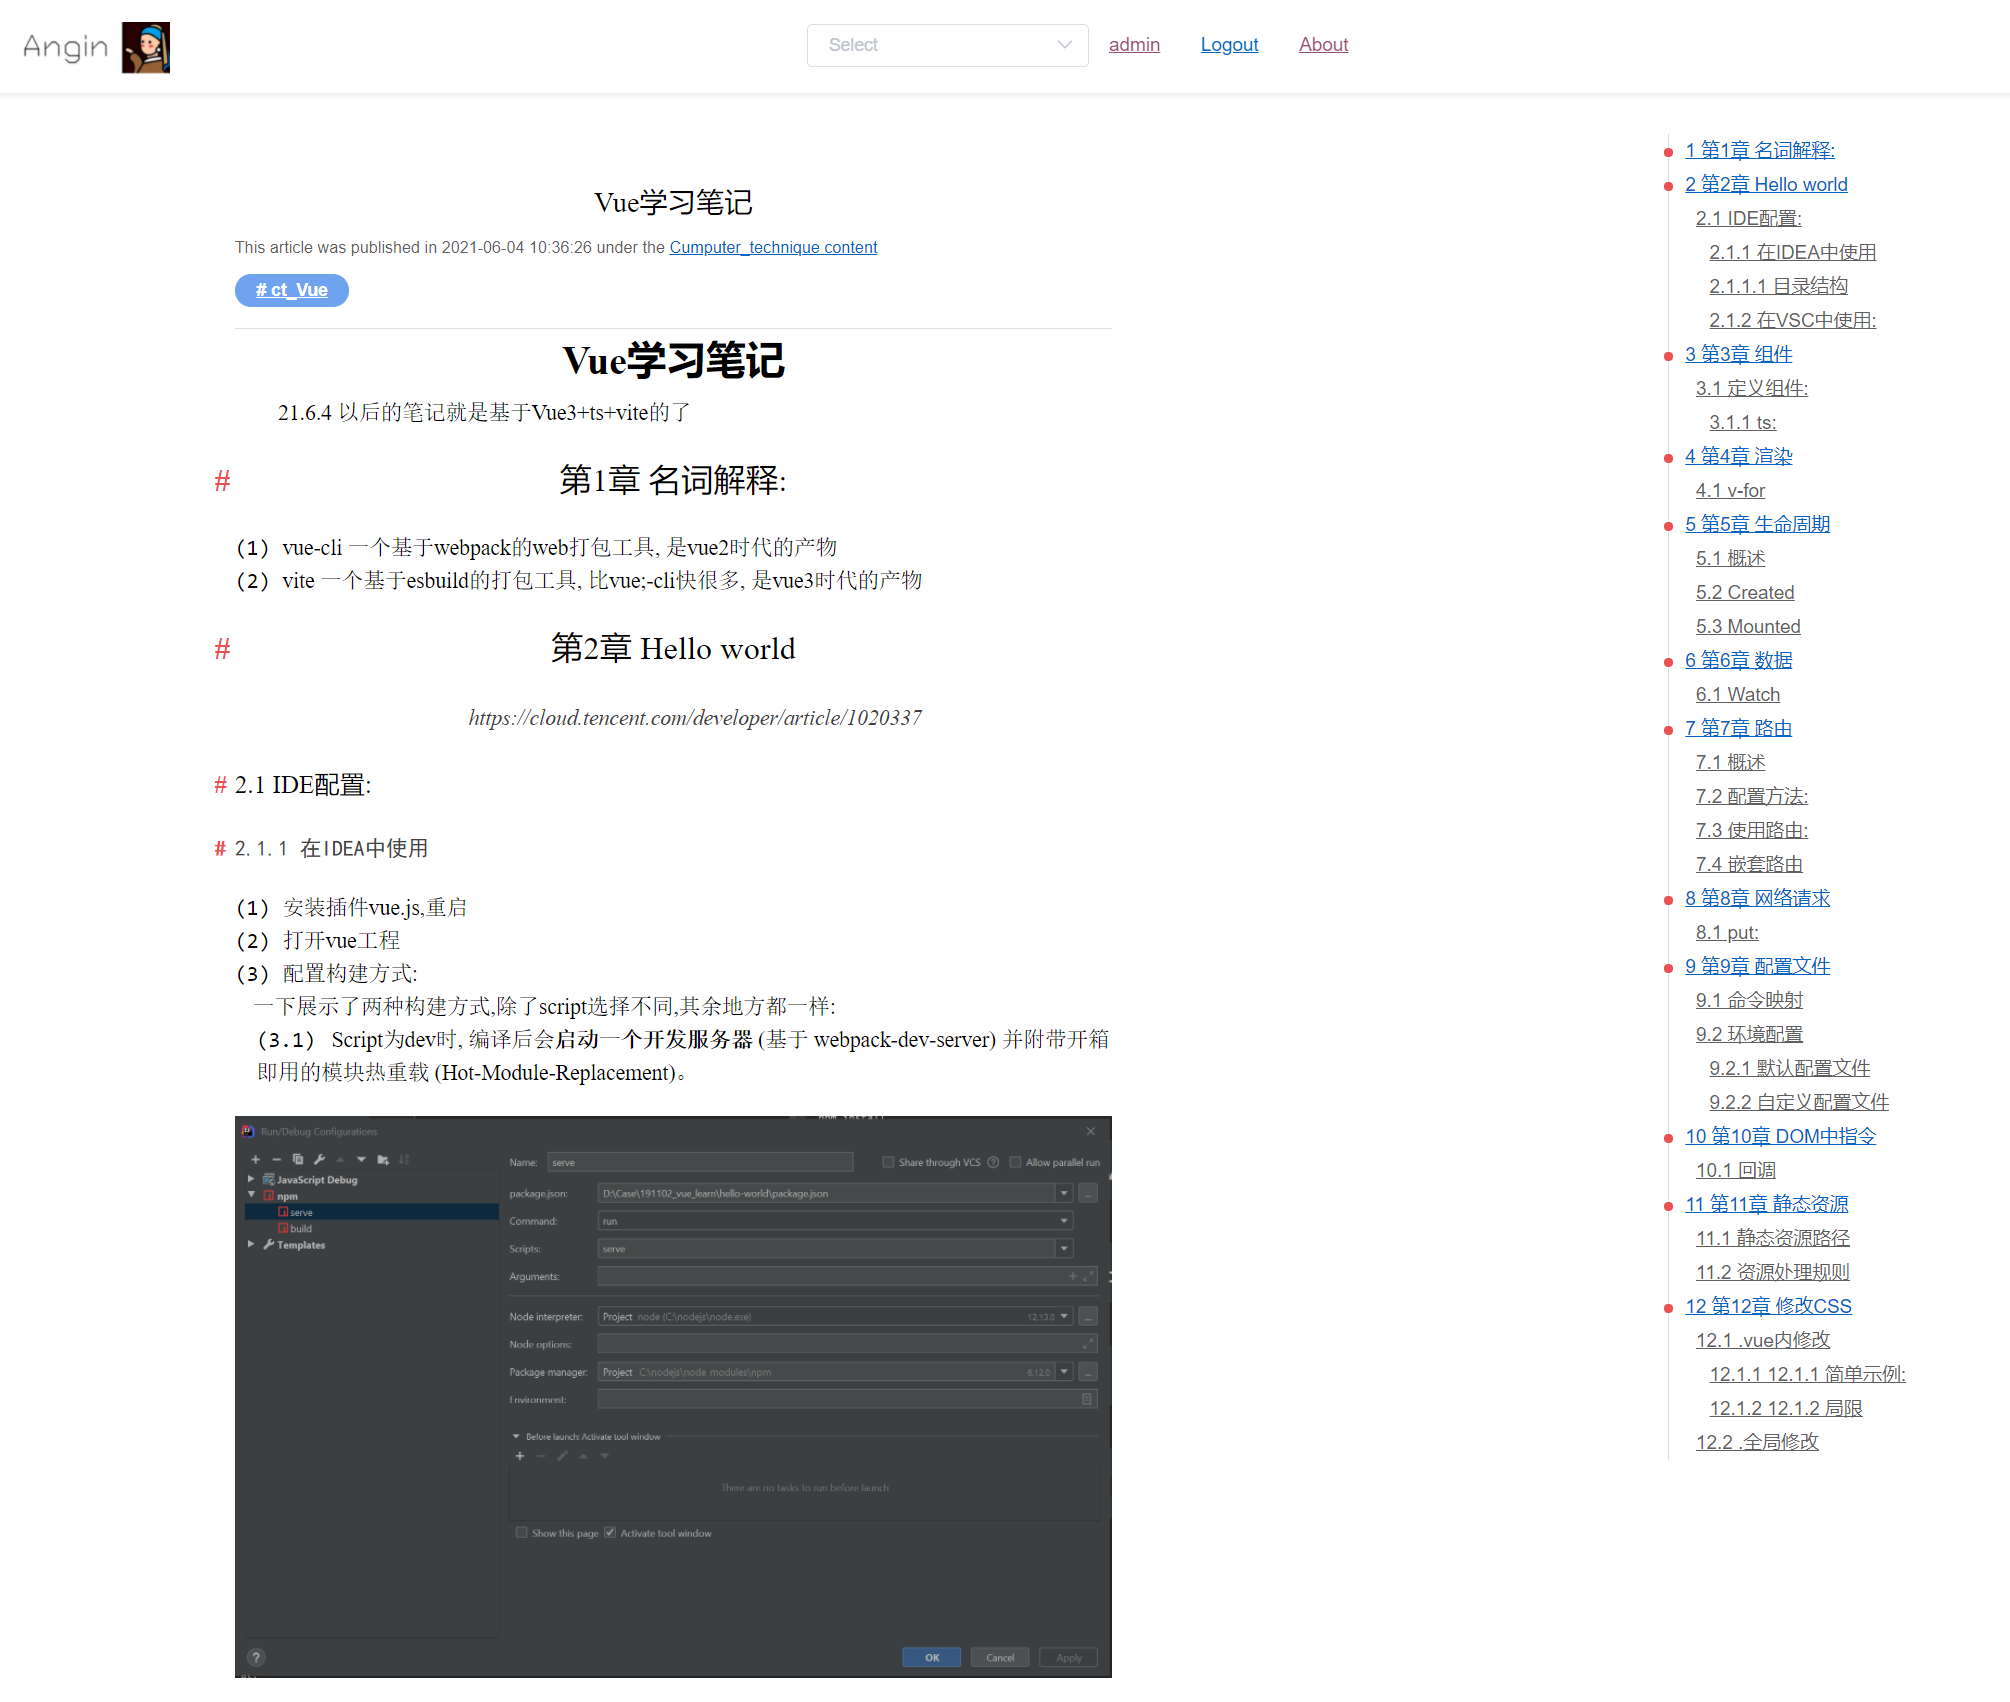 Angin
Select
admin
Logout
About
Vue学习笔记
This article was published in 2021-06-04 10:36:26 under the Cumputer_technique content
# ct_Vue
Vue学习笔记
21.6.4 以后的笔记就是基于Vue3+ts+vite的了
# 第1章 名词解释:
(1) vue-cli 一个基于webpack的web打包工具, 是vue2时代的产物
(2) vite 一个基于esbuild的打包工具, 比vue;-cli快很多, 是vue3时代的产物
# 第2章 Hello world
https://cloud.tencent.com/developer/article/1020337
# 2.1 IDE配置:
# 2.1.1 在IDEA中使用
(1) 安装插件vue.js,重启
(2) 打开vue工程
(3) 配置构建方式:
一下展示了两种构建方式,除了script选择不同,其余地方都一样:
(3.1) Script为dev时, 编译后会启动一个开发服务器 (基于 webpack-dev-server) 并附带开箱
即用的模块热重载 (Hot-Module-Replacement)。
Run/Debug Configurations
JavaScript Debug
npm
serve
build
Templates
Name: serve
Share through VCS
Allow parallel run
package.json: D:\Case\191102_vue_learn\hello-world\package.json
Command: run
Scripts: serve
Arguments:
Node interpreter: Project node (C:\nodejs\node.exe) 12.13.0
Node options:
Package manager: Project C:\nodejs\node modules\npm 6.12.0
Environment:
Before launch: Activate tool window
There are no tasks to run before launch
Show this page
Activate tool window
?
OK
Cancel
Apply
1 第1章 名词解释:
2 第2章 Hello world
2.1 IDE配置:
2.1.1 在IDEA中使用
2.1.1.1 目录结构
2.1.2 在VSC中使用:
3 第3章 组件
3.1 定义组件:
3.1.1 ts:
4 第4章 渲染
4.1 v-for
5 第5章 生命周期
5.1 概述
5.2 Created
5.3 Mounted
6 第6章 数据
6.1 Watch
7 第7章 路由
7.1 概述
7.2 配置方法:
7.3 使用路由:
7.4 嵌套路由
8 第8章 网络请求
8.1 put:
9 第9章 配置文件
9.1 命令映射
9.2 环境配置
9.2.1 默认配置文件
9.2.2 自定义配置文件
10 第10章 DOM中指令
10.1 回调
11 第11章 静态资源
11.1 静态资源路径
11.2 资源处理规则
12 第12章 修改CSS
12.1 .vue内修改
12.1.1 12.1.1 简单示例:
12.1.2 12.1.2 局限
12.2 .全局修改